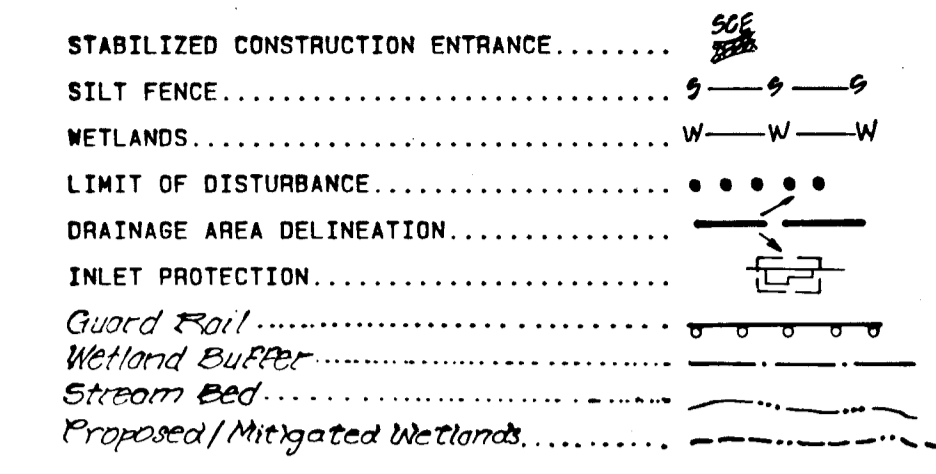 STABILIZED CONSTRUCTION ENTRANCE........ SCE
SILT FENCE............................... S S S
WETLANDS................................. W W W
LIMIT OF DISTURBANCE.....................
DRAINAGE AREA DELINEATION...............
INLET PROTECTION.........................
Guard Rail ...............................
Wetland Buffer...........................
Stream Bed...............................
Proposed/Mitigated Wetlands...........